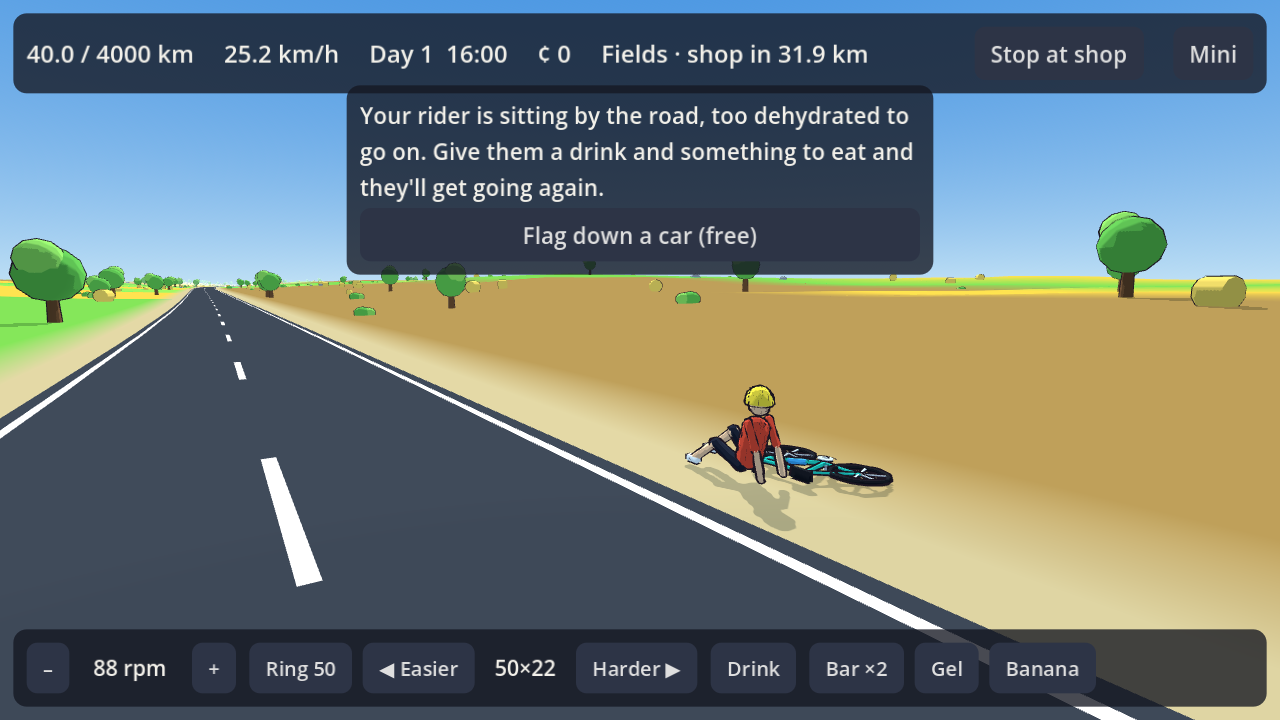 40.0 / 4000 km 25.2 km/h Day 1 16:00 ¢ 0 Fields · shop in 31.9 km Stop at shop Mini
Your rider is sitting by the road, too dehydrated to
go on. Give them a drink and something to eat and
they'll get going again.
Flag down a car (free)
– 88 rpm + Ring 50 ◀ Easier 50×22 Harder ▶ Drink Bar ×2 Gel Banana